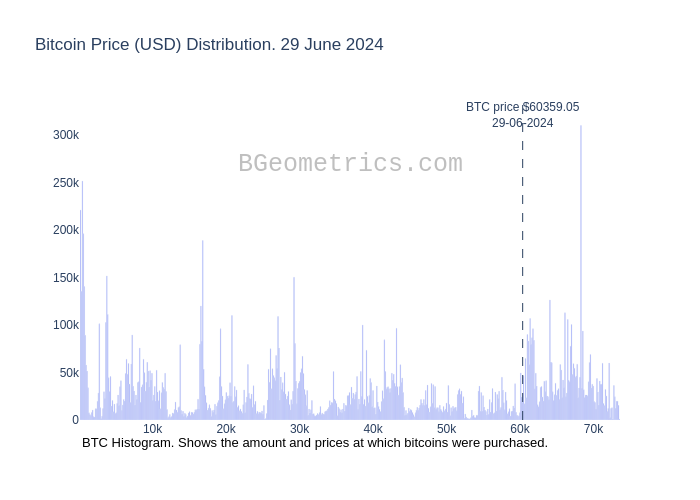 Bitcoin Price (USD) Distribution. 29 June 2024
BTC price $60359.05
29-06-2024
BGeometrics.com
300k
250k
200k
150k
100k
50k
0
10k 20k 30k 40k 50k 60k 70k
BTC Histogram. Shows the amount and prices at which bitcoins were purchased.